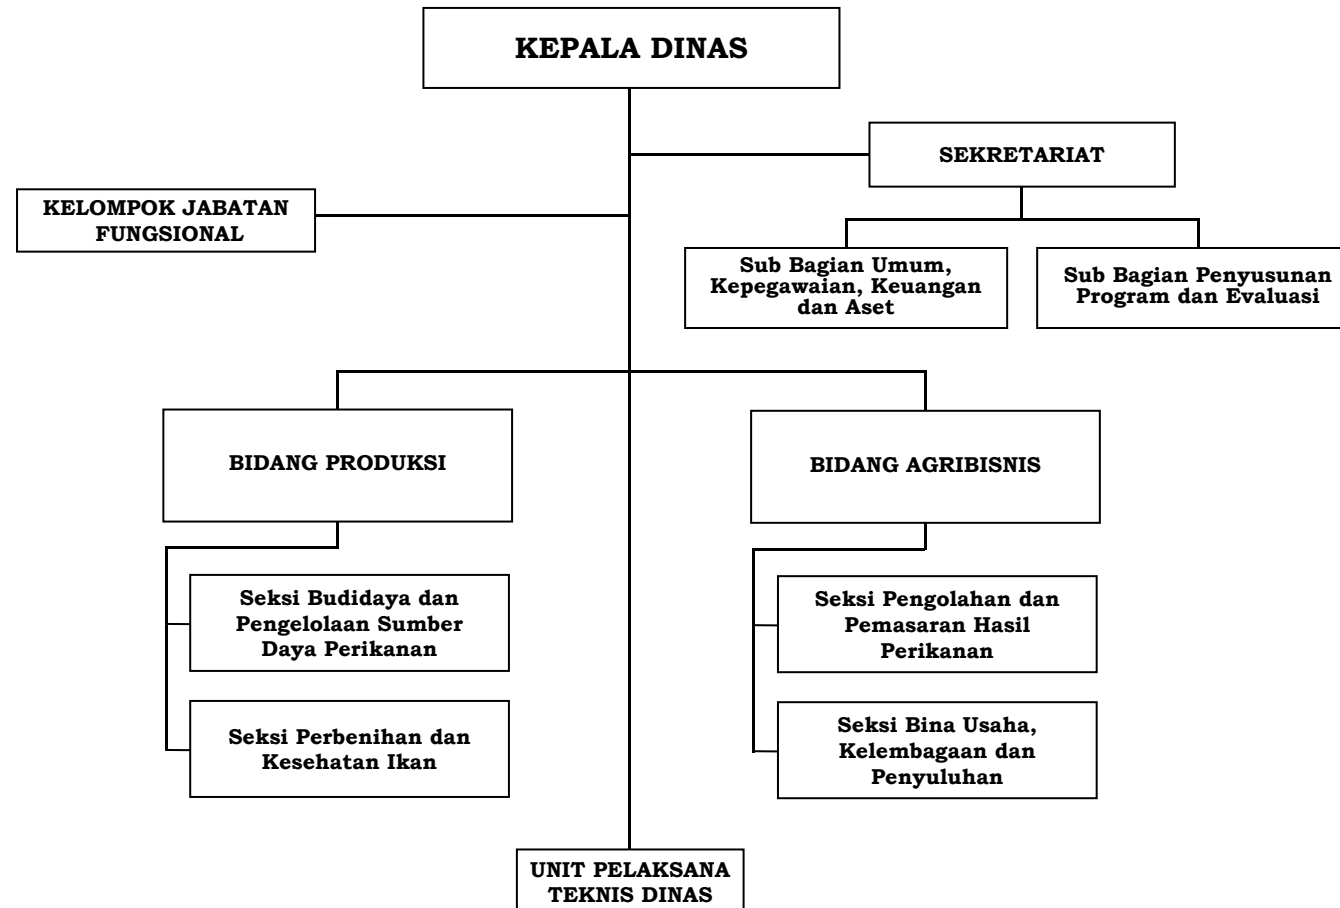 KEPALA DINAS
SEKRETARIAT
KELOMPOK JABATAN
FUNGSIONAL
Sub Bagian Umum,
Kepegawaian, Keuangan
dan Aset
Sub Bagian Penyusunan
Program dan Evaluasi
BIDANG PRODUKSI
BIDANG AGRIBISNIS
Seksi Budidaya dan
Pengelolaan Sumber
Daya Perikanan
Seksi Pengolahan dan
Pemasaran Hasil
Perikanan
Seksi Perbenihan dan
Kesehatan Ikan
Seksi Bina Usaha,
Kelembagaan dan
Penyuluhan
UNIT PELAKSANA
TEKNIS DINAS